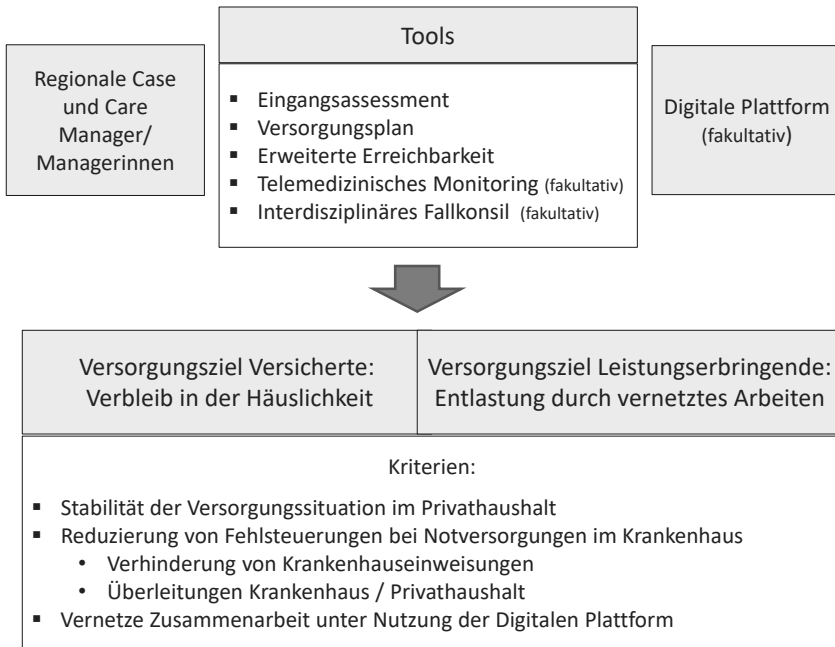 Regionale Case
und Care
Manager/
Managerinnen
Tools
▪ Eingangsassessment
▪ Versorgungsplan
▪ Erweiterte Erreichbarkeit
▪ Telemedizinisches Monitoring (fakultativ)
▪ Interdisziplinäres Fallkonsil (fakultativ)
Digitale Plattform
(fakultativ)
Versorgungsziel Versicherte:
Verbleib in der Häuslichkeit
Versorgungsziel Leistungserbringende:
Entlastung durch vernetztes Arbeiten
Kriterien:
▪ Stabilität der Versorgungssituation im Privathaushalt
▪ Reduzierung von Fehlsteuerungen bei Notversorgungen im Krankenhaus
• Verhinderung von Krankenhauseinweisungen
• Überleitungen Krankenhaus / Privathaushalt
▪ Vernetze Zusammenarbeit unter Nutzung der Digitalen Plattform